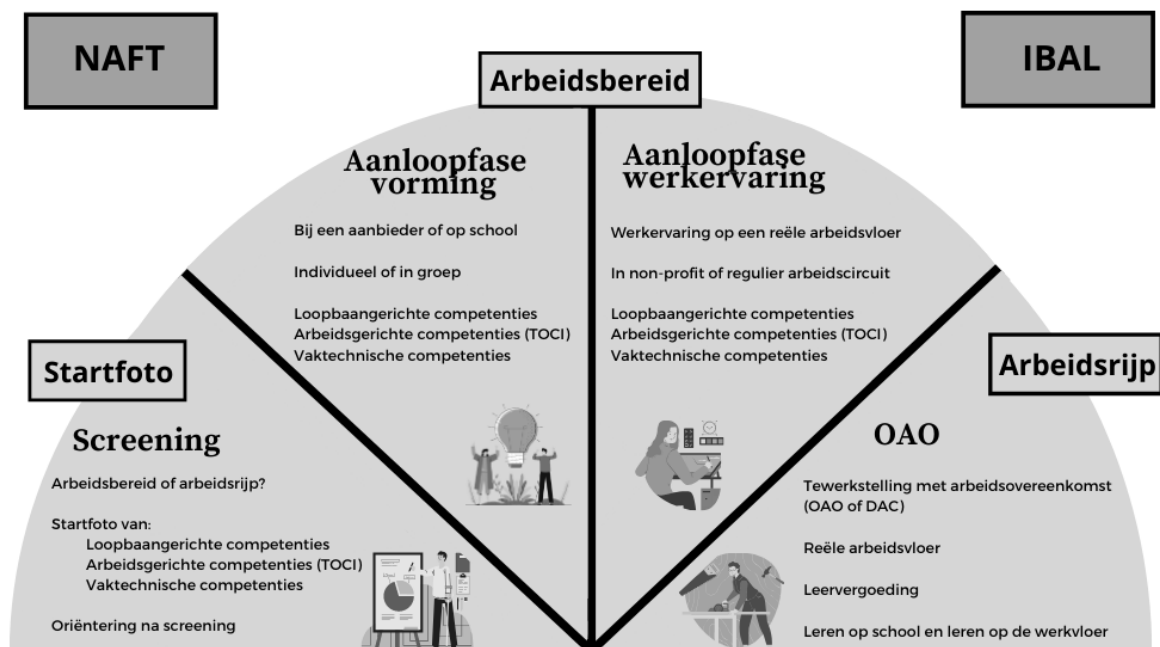 NAFT
IBAL
Arbeidsbereid
Aanloopfase
vorming
Bij een aanbieder of op school
Individueel of in groep
Loopbaangerichte competenties
Arbeidsgerichte competenties (TOCI)
Vaktechnische competenties
Aanloopfase
werkervaring
Werkervaring op een reële arbeidsvloer
In non-profit of regulier arbeidscircuit
Loopbaangerichte competenties
Arbeidsgerichte competenties (TOCI)
Vaktechnische competenties
Startfoto
Screening
Arbeidsbereid of arbeidsrijp?
Startfoto van:
Loopbaangerichte competenties
Arbeidsgerichte competenties (TOCI)
Vaktechnische competenties
Oriëntering na screening
Arbeidsrijp
OAO
Tewerkstelling met arbeidsovereenkomst
(OAO of DAC)
Reële arbeidsvloer
Leervergoeding
Leren op school en leren op de werkvloer